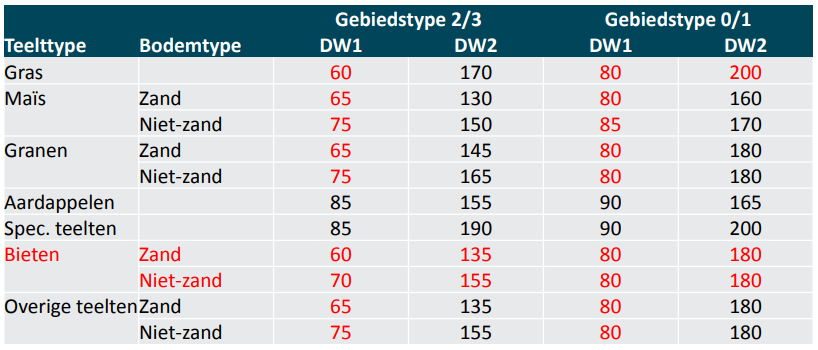 Gebiedstype 2/3 Gebiedstype 0/1
Teelttype Bodemtype DW1 DW2 DW1 DW2
Gras 60 170 80 200
Maïs Zand 65 130 80 160
Niet-zand 75 150 85 170
Granen Zand 65 145 80 180
Niet-zand 75 165 80 180
Aardappelen 85 155 90 165
Spec. teelten 85 190 90 200
Bieten Zand 60 135 80 180
Niet-zand 70 155 80 180
Overige teelten Zand 65 135 80 180
Niet-zand 75 155 80 180